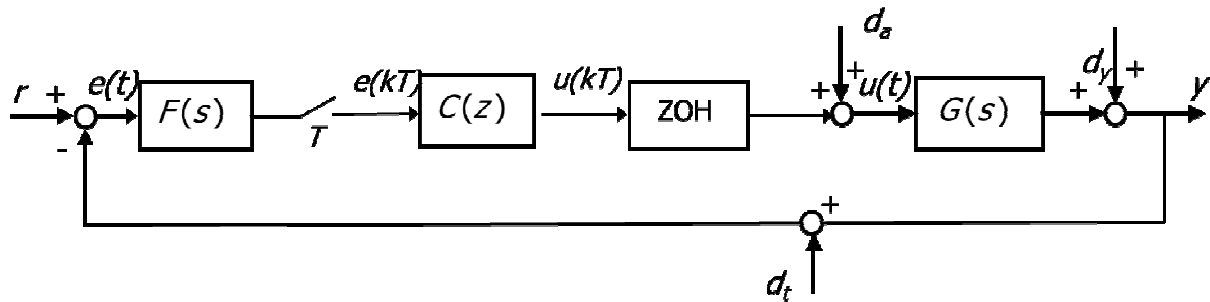 d_a
d_y
r + e(t) F(s) T e(kT) C(z) u(kT) ZOH + + u(t) G(s) + + y
-
+
d_t